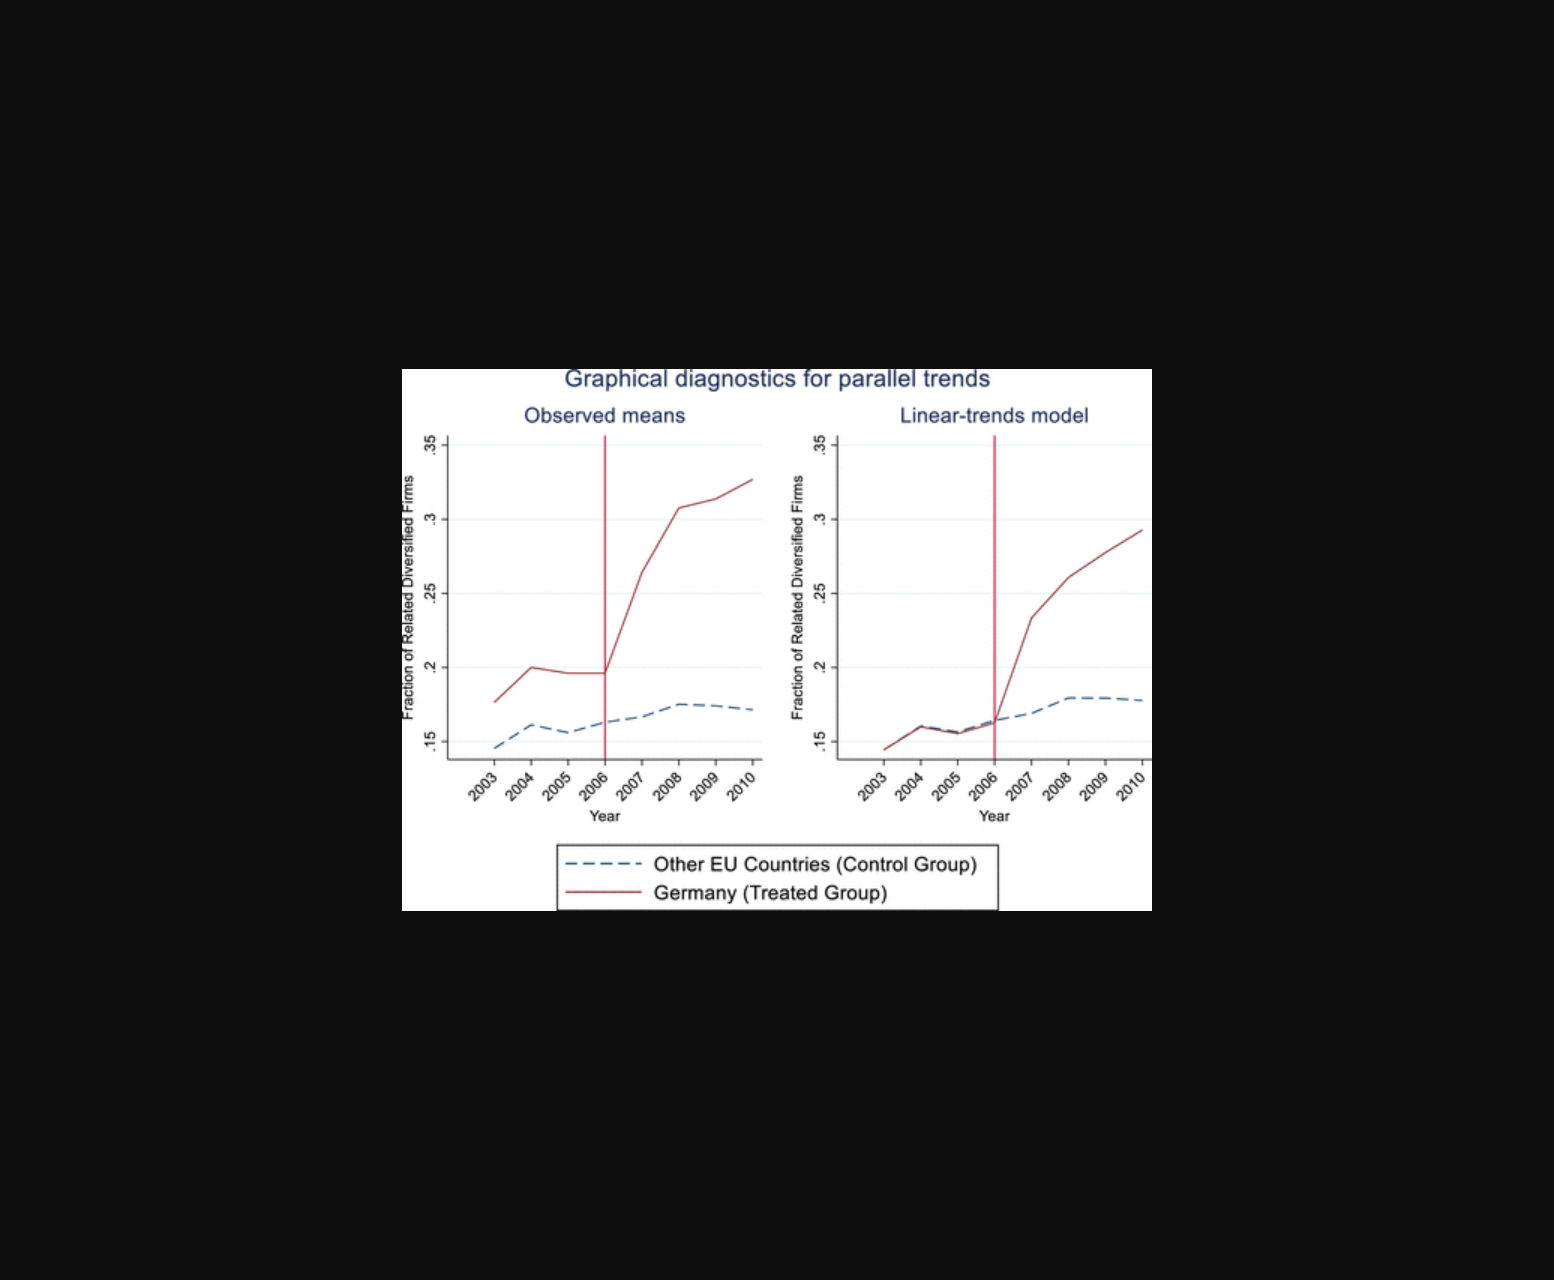 Graphical diagnostics for parallel trends
Observed means
Fraction of Related Diversified Firms
.35
.3
.25
.2
.15
2003 2004 2005 2006 2007 2008 2009 2010
Year
Linear-trends model
Fraction of Related Diversified Firms
.35
.3
.25
.2
.15
2003 2004 2005 2006 2007 2008 2009 2010
Year
Other EU Countries (Control Group)
Germany (Treated Group)